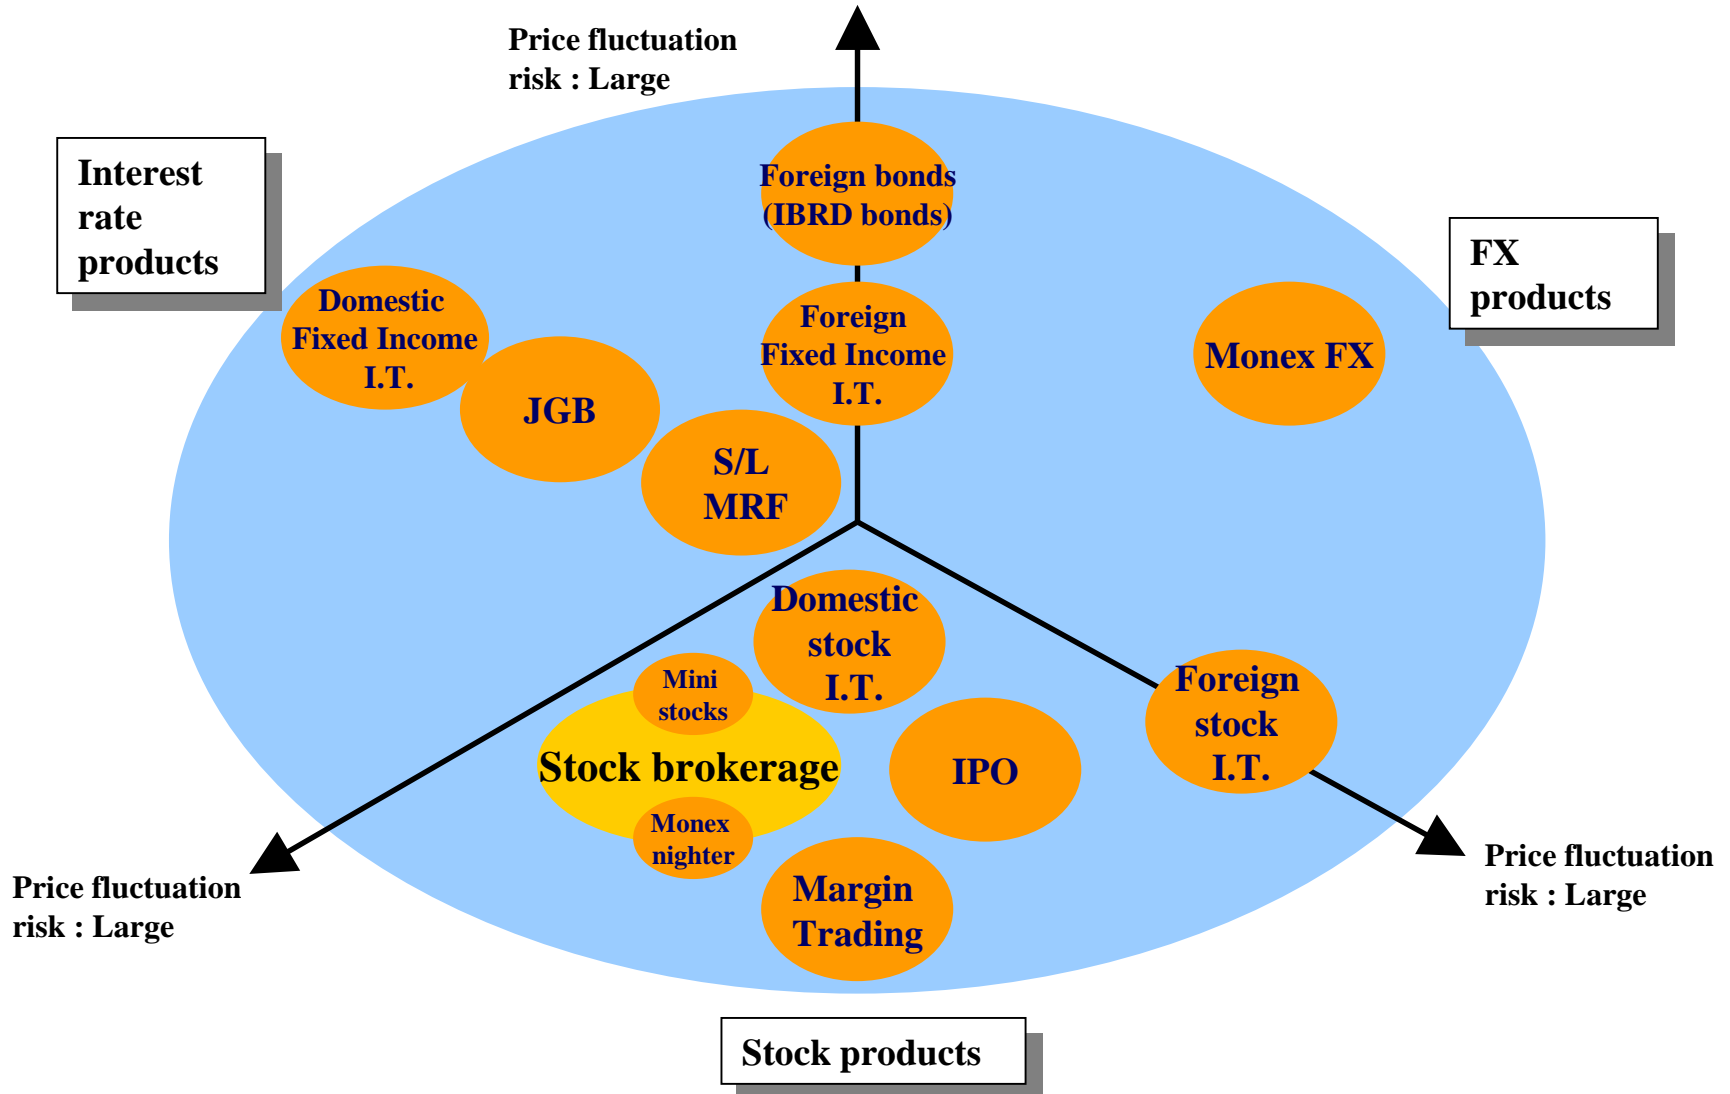 Price fluctuation
risk : Large
Interest
rate
products
Foreign bonds
(IBRD bonds)
FX
products
Domestic
Fixed Income
I.T.
Foreign
Fixed Income
I.T.
Monex FX
JGB
S/L
MRF
Domestic
stock
I.T.
Mini
stocks
Foreign
stock
I.T.
Stock brokerage
IPO
Monex
nighter
Margin
Trading
Price fluctuation
risk : Large
Price fluctuation
risk : Large
Stock products